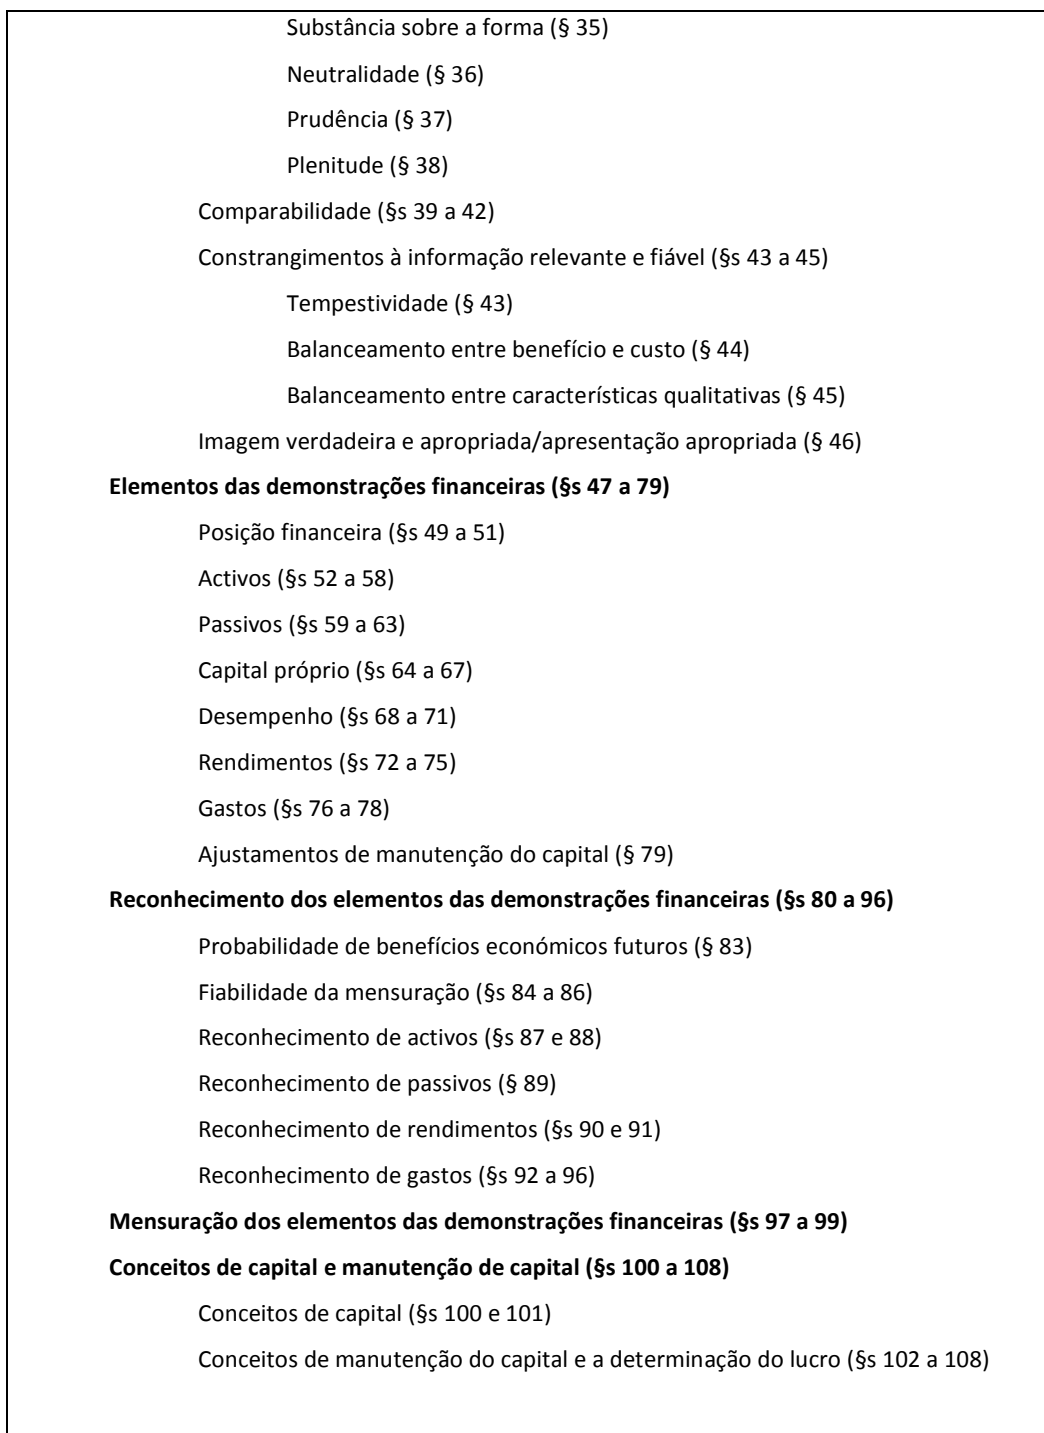 Substância sobre a forma (§ 35)
Neutralidade (§ 36)
Prudência (§ 37)
Plenitude (§ 38)
Comparabilidade (§s 39 a 42)
Constrangimentos à informação relevante e fiável (§s 43 a 45)
Tempestividade (§ 43)
Balanceamento entre benefício e custo (§ 44)
Balanceamento entre características qualitativas (§ 45)
Imagem verdadeira e apropriada/apresentação apropriada (§ 46)
Elementos das demonstrações financeiras (§s 47 a 79)
Posição financeira (§s 49 a 51)
Activos (§s 52 a 58)
Passivos (§s 59 a 63)
Capital próprio (§s 64 a 67)
Desempenho (§s 68 a 71)
Rendimentos (§s 72 a 75)
Gastos (§s 76 a 78)
Ajustamentos de manutenção do capital (§ 79)
Reconhecimento dos elementos das demonstrações financeiras (§s 80 a 96)
Probabilidade de benefícios económicos futuros (§ 83)
Fiabilidade da mensuração (§s 84 a 86)
Reconhecimento de activos (§s 87 e 88)
Reconhecimento de passivos (§ 89)
Reconhecimento de rendimentos (§s 90 e 91)
Reconhecimento de gastos (§s 92 a 96)
Mensuração dos elementos das demonstrações financeiras (§s 97 a 99)
Conceitos de capital e manutenção de capital (§s 100 a 108)
Conceitos de capital (§s 100 e 101)
Conceitos de manutenção do capital e a determinação do lucro (§s 102 a 108)